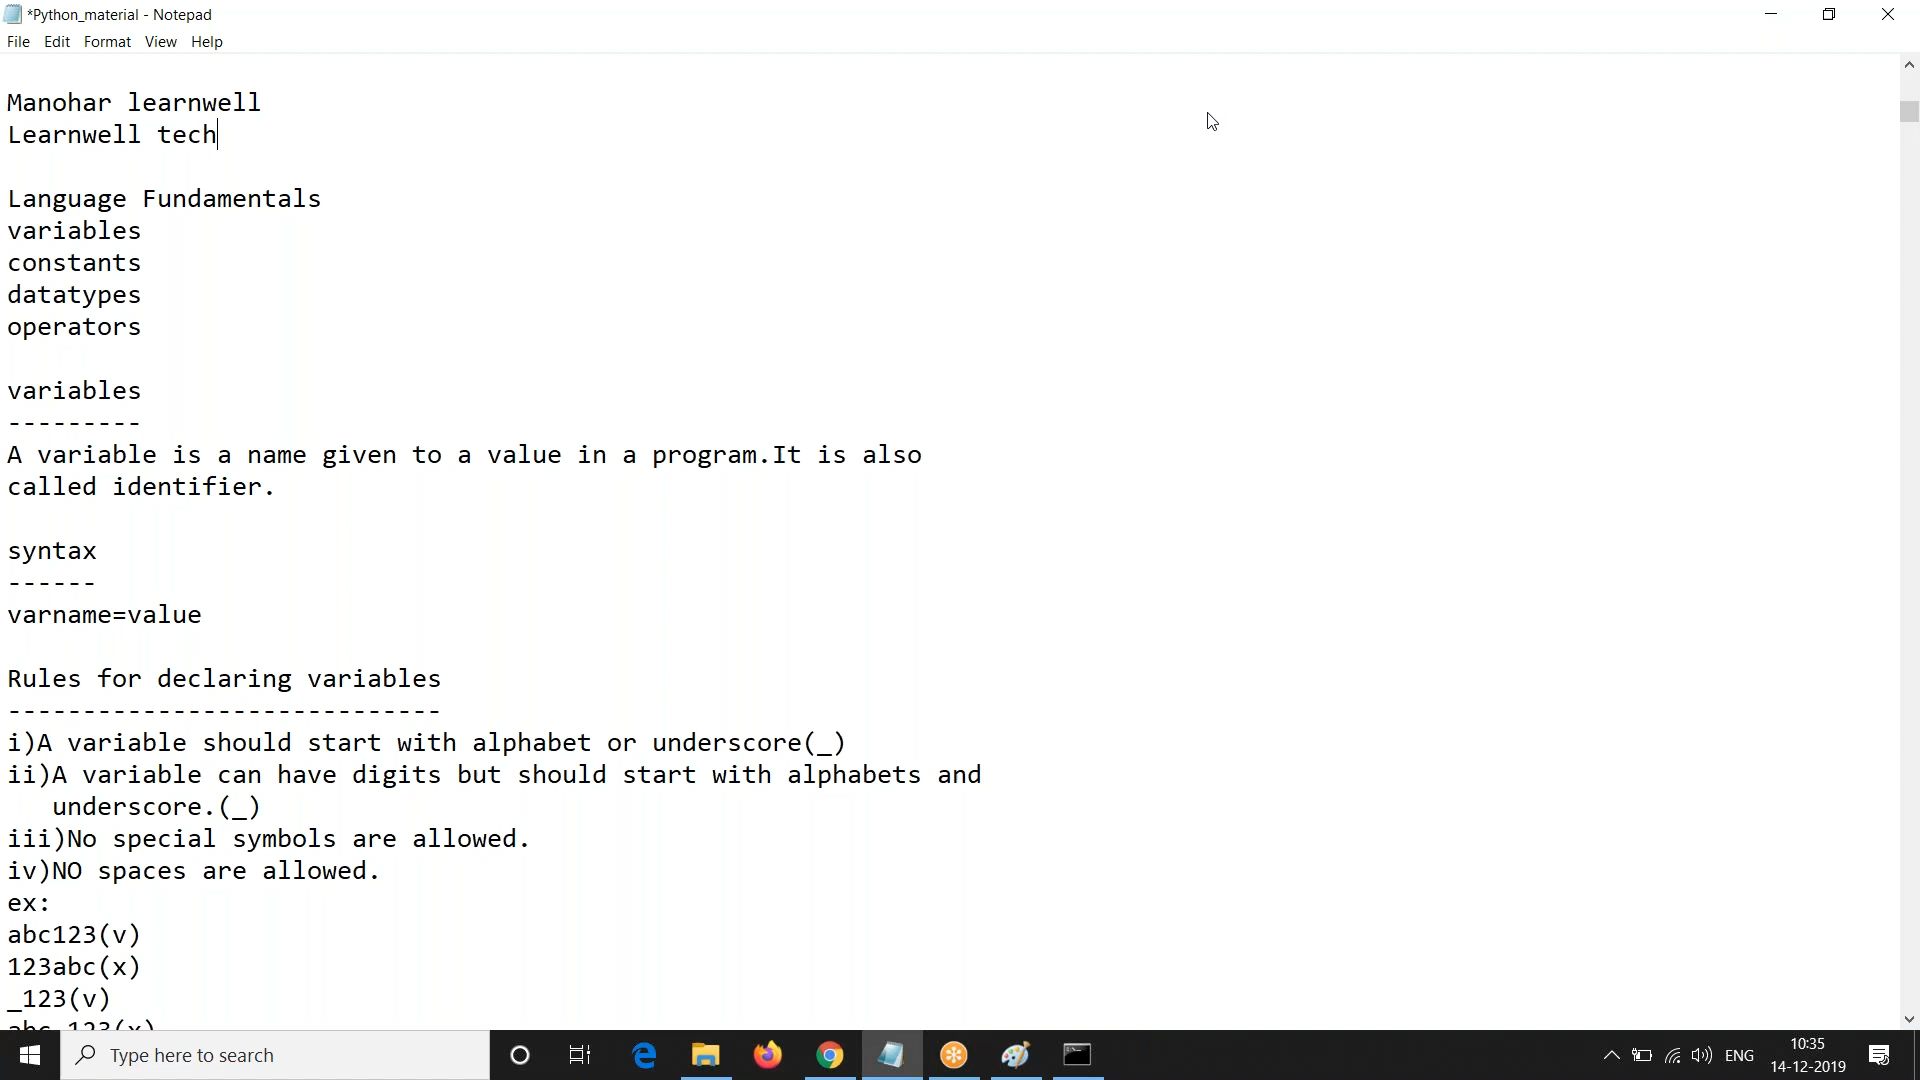 *Python_material - Notepad
File Edit Format View Help
Manohar learnwell
Learnwell tech
Language Fundamentals
variables
constants
datatypes
operators
variables
---------
A variable is a name given to a value in a program.It is also
called identifier.
syntax
------
varname=value
Rules for declaring variables
-----------------------------
i)A variable should start with alphabet or underscore(_)
ii)A variable can have digits but should start with alphabets and
underscore.(_)
iii)No special symbols are allowed.
iv)NO spaces are allowed.
ex:
abc123(v)
123abc(x)
_123(v)
Type here to search
ENG
10:35
14-12-2019